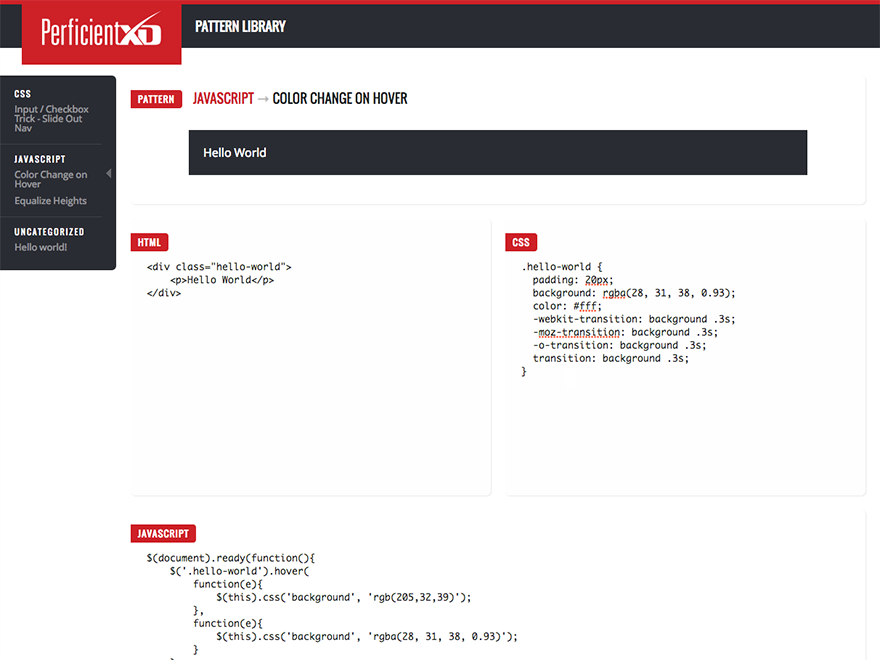 PerficientXD
PATTERN LIBRARY
CSS
Input / Checkbox
Trick - Slide Out
Nav
JAVASCRIPT
Color Change on
Hover
Equalize Heights
UNCATEGORIZED
Hello world!
PATTERN JAVASCRIPT → COLOR CHANGE ON HOVER
Hello World
HTML
<div class="hello-world">
    <p>Hello World</p>
</div>
CSS
.hello-world {
  padding: 20px;
  background: rgba(28, 31, 38, 0.93);
  color: #fff;
  -webkit-transition: background .3s;
  -moz-transition: background .3s;
  -o-transition: background .3s;
  transition: background .3s;
}
JAVASCRIPT
$(document).ready(function(){
    $('.hello-world').hover(
        function(e){
            $(this).css('background', 'rgb(205,32,39)');
        },
        function(e){
            $(this).css('background', 'rgba(28, 31, 38, 0.93)');
        }